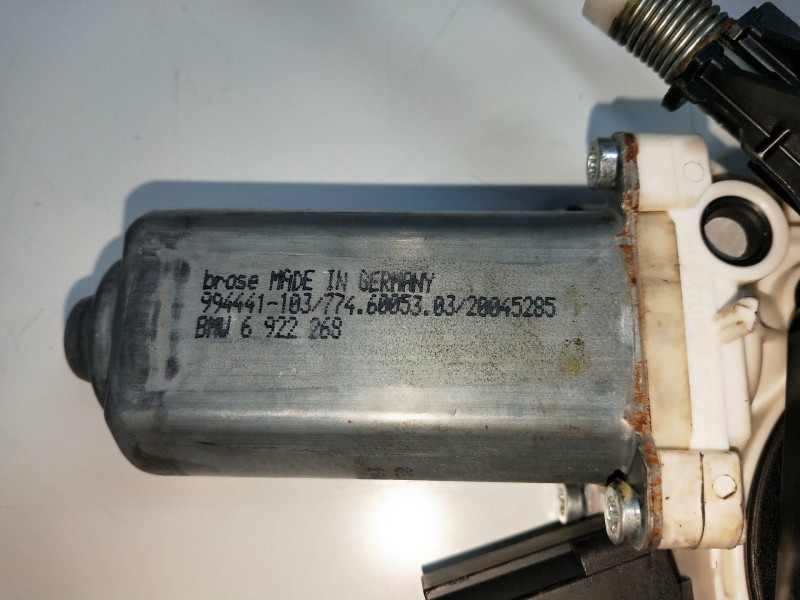 brose MADE IN GERMANY
994441-103/774.60053.03/20045285
BMW 6 922 268